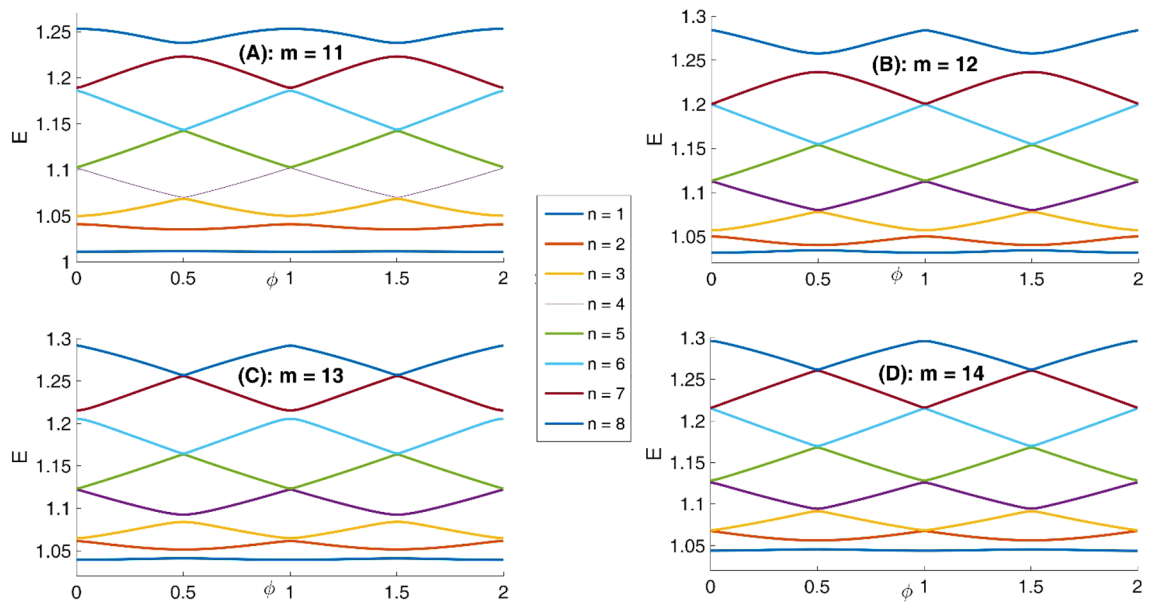 (A): m = 11
1.25
1.2
1.15
1.1
1.05
1
E
0 0.5 1 1.5 2
ϕ
(B): m = 12
1.3
1.25
1.2
1.15
1.1
1.05
E
0 0.5 1 1.5 2
ϕ
n = 1
n = 2
n = 3
n = 4
n = 5
n = 6
n = 7
n = 8
(C): m = 13
1.3
1.25
1.2
1.15
1.1
1.05
E
0 0.5 1 1.5 2
ϕ
(D): m = 14
1.3
1.25
1.2
1.15
1.1
1.05
E
0 0.5 1 1.5 2
ϕ